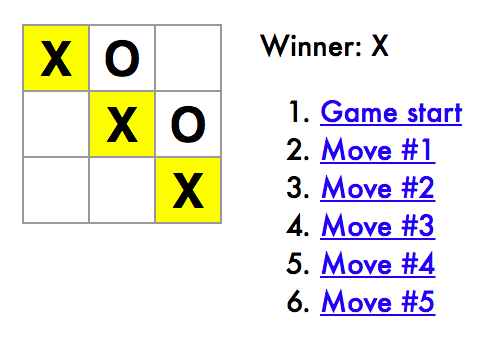 X O
X O
X
Winner: X
1. Game start
2. Move #1
3. Move #2
4. Move #3
5. Move #4
6. Move #5